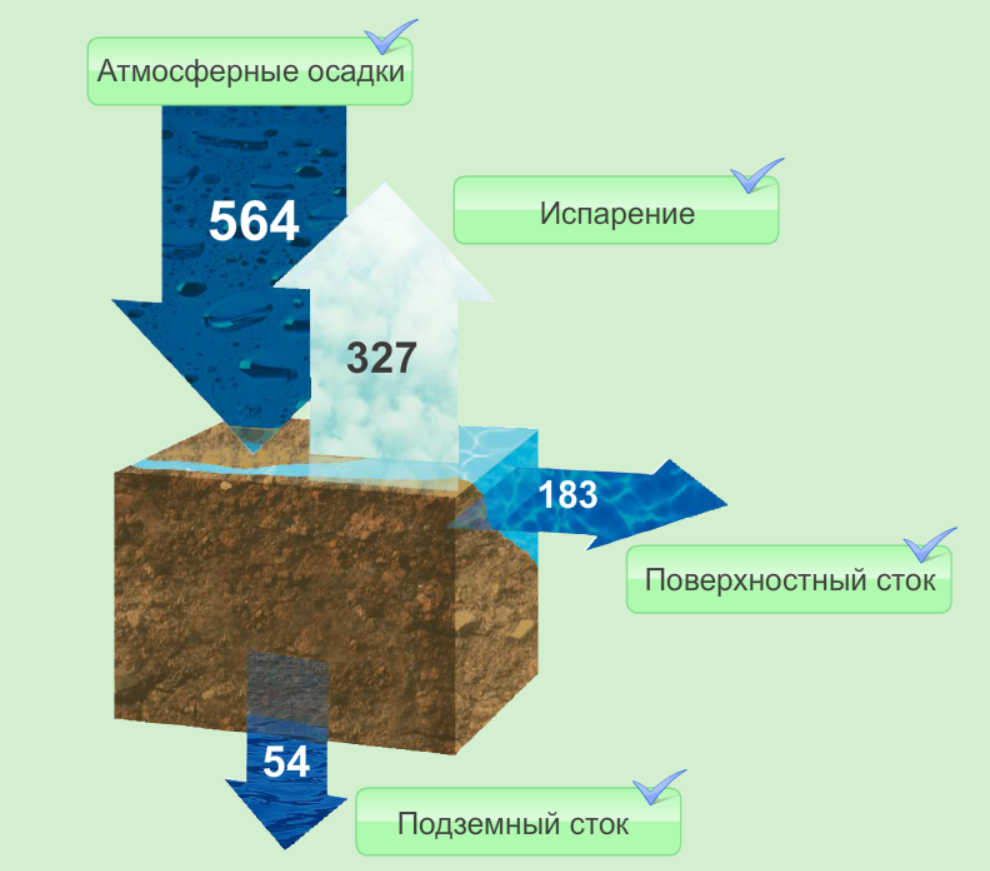 Атмосферные осадки
564
Испарение
327
183
Поверхностный сток
54
Подземный сток